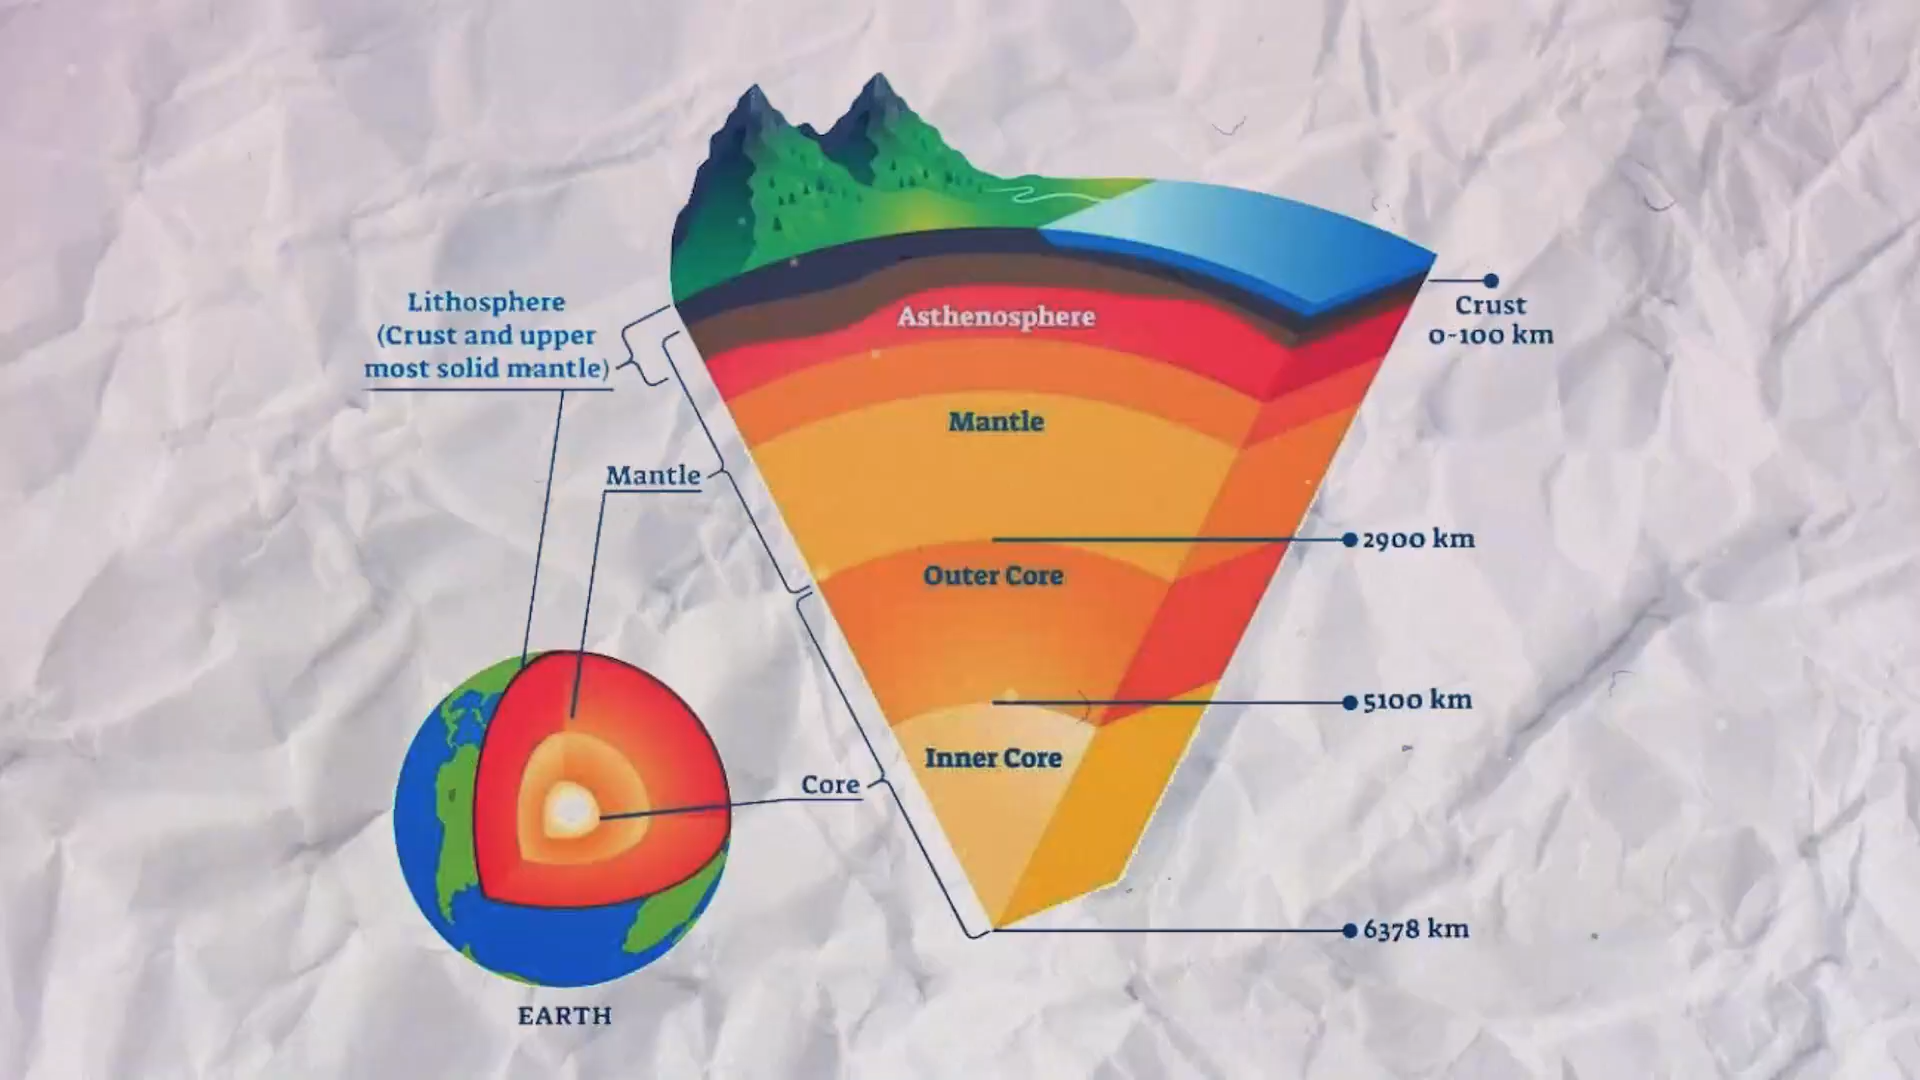 Lithosphere
(Crust and upper
most solid mantle)
Asthenosphere
Crust
0-100 km
Mantle
Mantle
2900 km
Outer Core
5100 km
Inner Core
Core
6378 km
EARTH